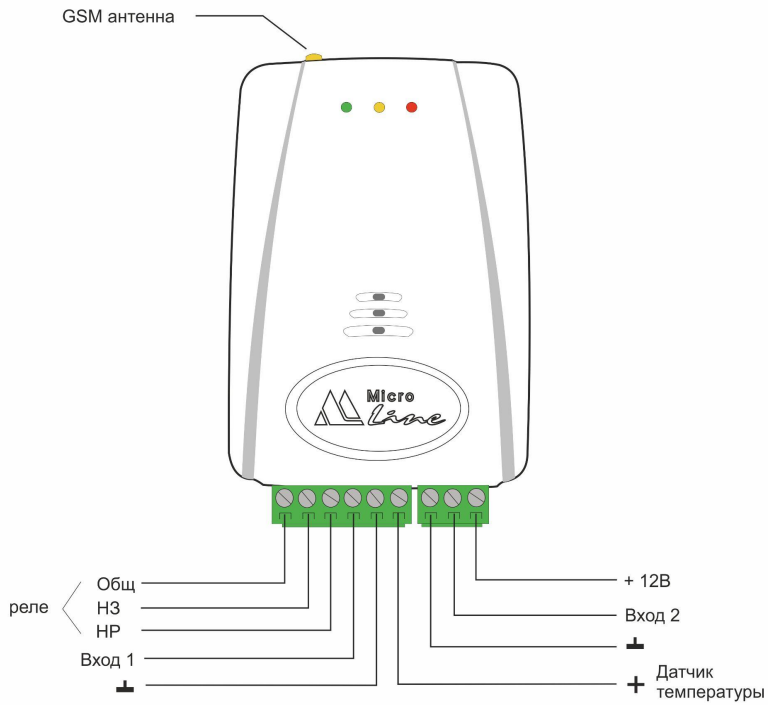 GSM антенна
Micro
Line
Общ
реле
НЗ
НР
Вход 1
+ 12В
Вход 2
Датчик
температуры